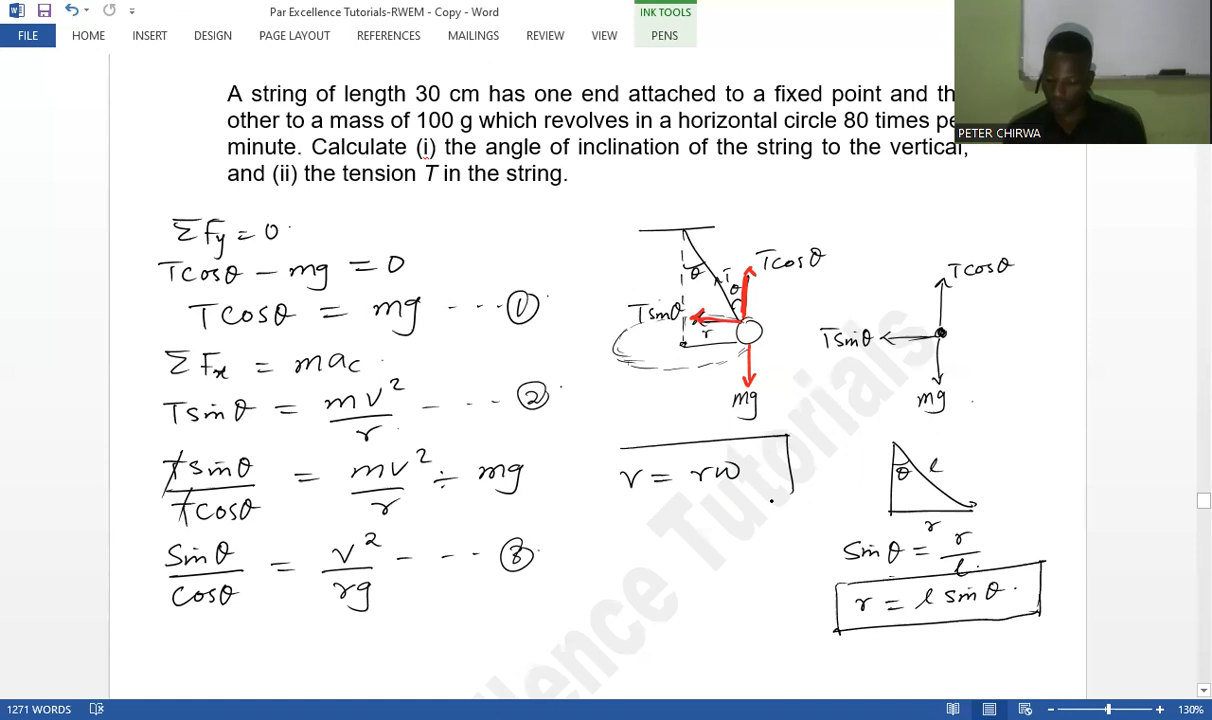 Par Excellence Tutorials-RWEM - Copy - Word
INK TOOLS
FILE HOME INSERT DESIGN PAGE LAYOUT REFERENCES MAILINGS REVIEW VIEW PENS
A string of length 30 cm has one end attached to a fixed point and th
other to a mass of 100 g which revolves in a horizontal circle 80 times pe
minute. Calculate (i) the angle of inclination of the string to the vertical,
and (ii) the tension T in the string.
PETER CHIRWA
ΣFy = 0
Tcosθ - mg = 0
Tcosθ = mg ---- ①
ΣFx = mac
Tsinθ = mv²/r ---- ②
Tsinθ/Tcosθ = mv²/r ÷ mg
sinθ/cosθ = v²/rg ---- ③
θ
T
θ
Tcosθ
Tsinθ
r
mg
v = rω
Tcosθ
Tsinθ
mg
θ
l
r
sinθ = r/l
r = l sinθ
ellence Tutorials
1271 WORDS
130%